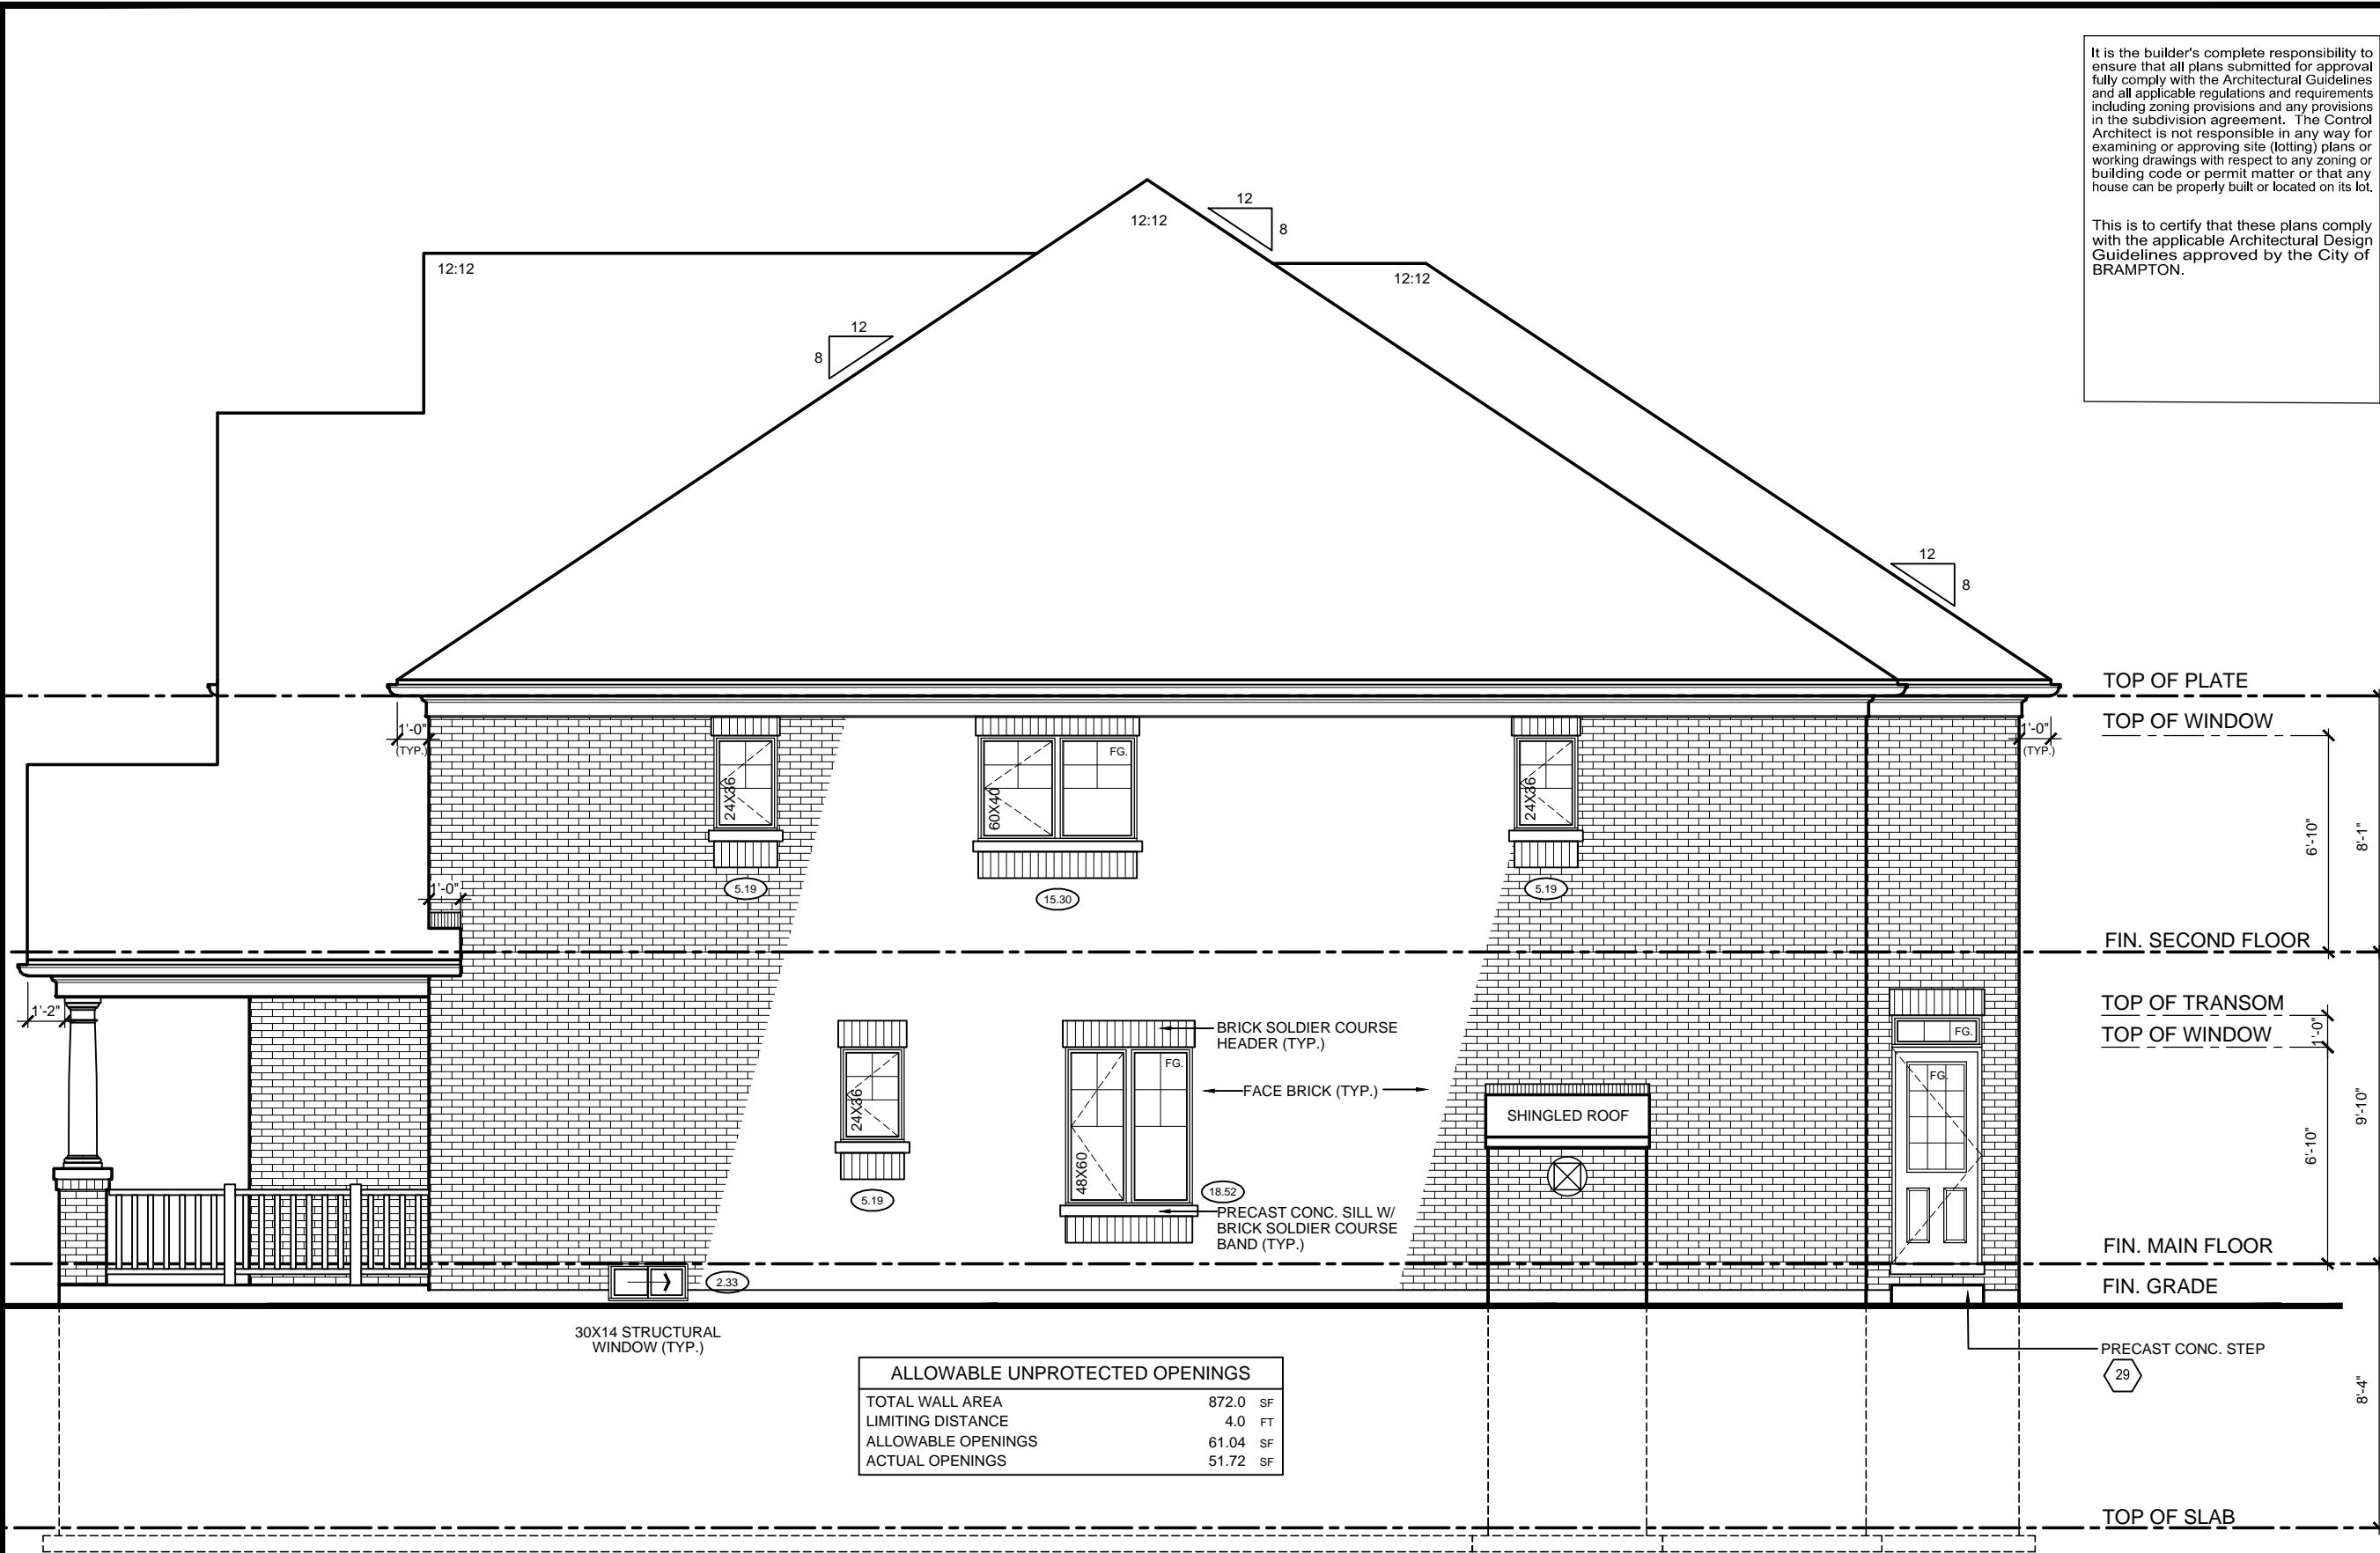 It is the builder's complete responsibility to
ensure that all plans submitted for approval
fully comply with the Architectural Guidelines
and all applicable regulations and requirements
including zoning provisions and any provisions
in the subdivision agreement. The Control
Architect is not responsible in any way for
examining or approving site (lotting) plans or
working drawings with respect to any zoning or
building code or permit matter or that any
house can be properly built or located on its lot.
This is to certify that these plans comply
with the applicable Architectural Design
Guidelines approved by the City of
BRAMPTON.
12
8
12:12
12:12
12:12
12
8
12
8
TOP OF PLATE
TOP OF WINDOW
1'-0"
(TYP.)
1'-0"
(TYP.)
FG.
24X36
60X40
24X36
6'-10"
8'-1"
5.19
15.30
5.19
1'-0"
FIN. SECOND FLOOR
1'-2"
TOP OF TRANSOM
TOP OF WINDOW
1'-0"
FG.
BRICK SOLDIER COURSE
HEADER (TYP.)
FG.
FG.
FACE BRICK (TYP.)
24X36
SHINGLED ROOF
9'-10"
6'-10"
48X60
5.19
18.52
PRECAST CONC. SILL W/
BRICK SOLDIER COURSE
BAND (TYP.)
FIN. MAIN FLOOR
2.33
FIN. GRADE
30X14 STRUCTURAL
WINDOW (TYP.)
PRECAST CONC. STEP
29
8'-4"
ALLOWABLE UNPROTECTED OPENINGS
TOTAL WALL AREA 872.0 SF
LIMITING DISTANCE 4.0 FT
ALLOWABLE OPENINGS 61.04 SF
ACTUAL OPENINGS 51.72 SF
TOP OF SLAB